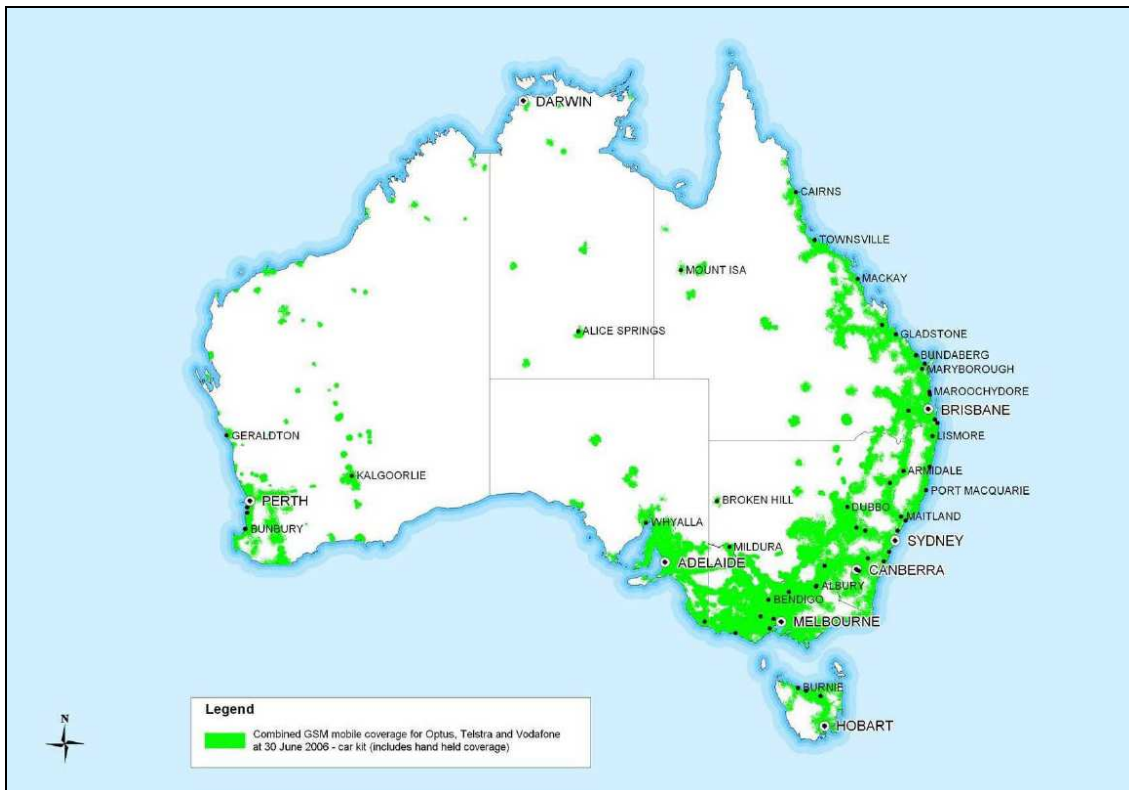 DARWIN
CAIRNS
TOWNSVILLE
MOUNT ISA
MACKAY
ALICE SPRINGS
GLADSTONE
BUNDABERG
MARYBOROUGH
MAROOCHYDORE
BRISBANE
GERALDTON
LISMORE
KALGOORLIE
ARMIDALE
PERTH
BROKEN HILL
PORT MACQUARIE
DUBBO
BUNBURY
WHYALLA
MAITLAND
SYDNEY
MILDURA
ADELAIDE
CANBERRA
ALBURY
BENDIGO
MELBOURNE
BURNIE
HOBART
N
Legend
Combined GSM mobile coverage for Optus, Telstra and Vodafone
at 30 June 2006 - car kit (includes hand held coverage)